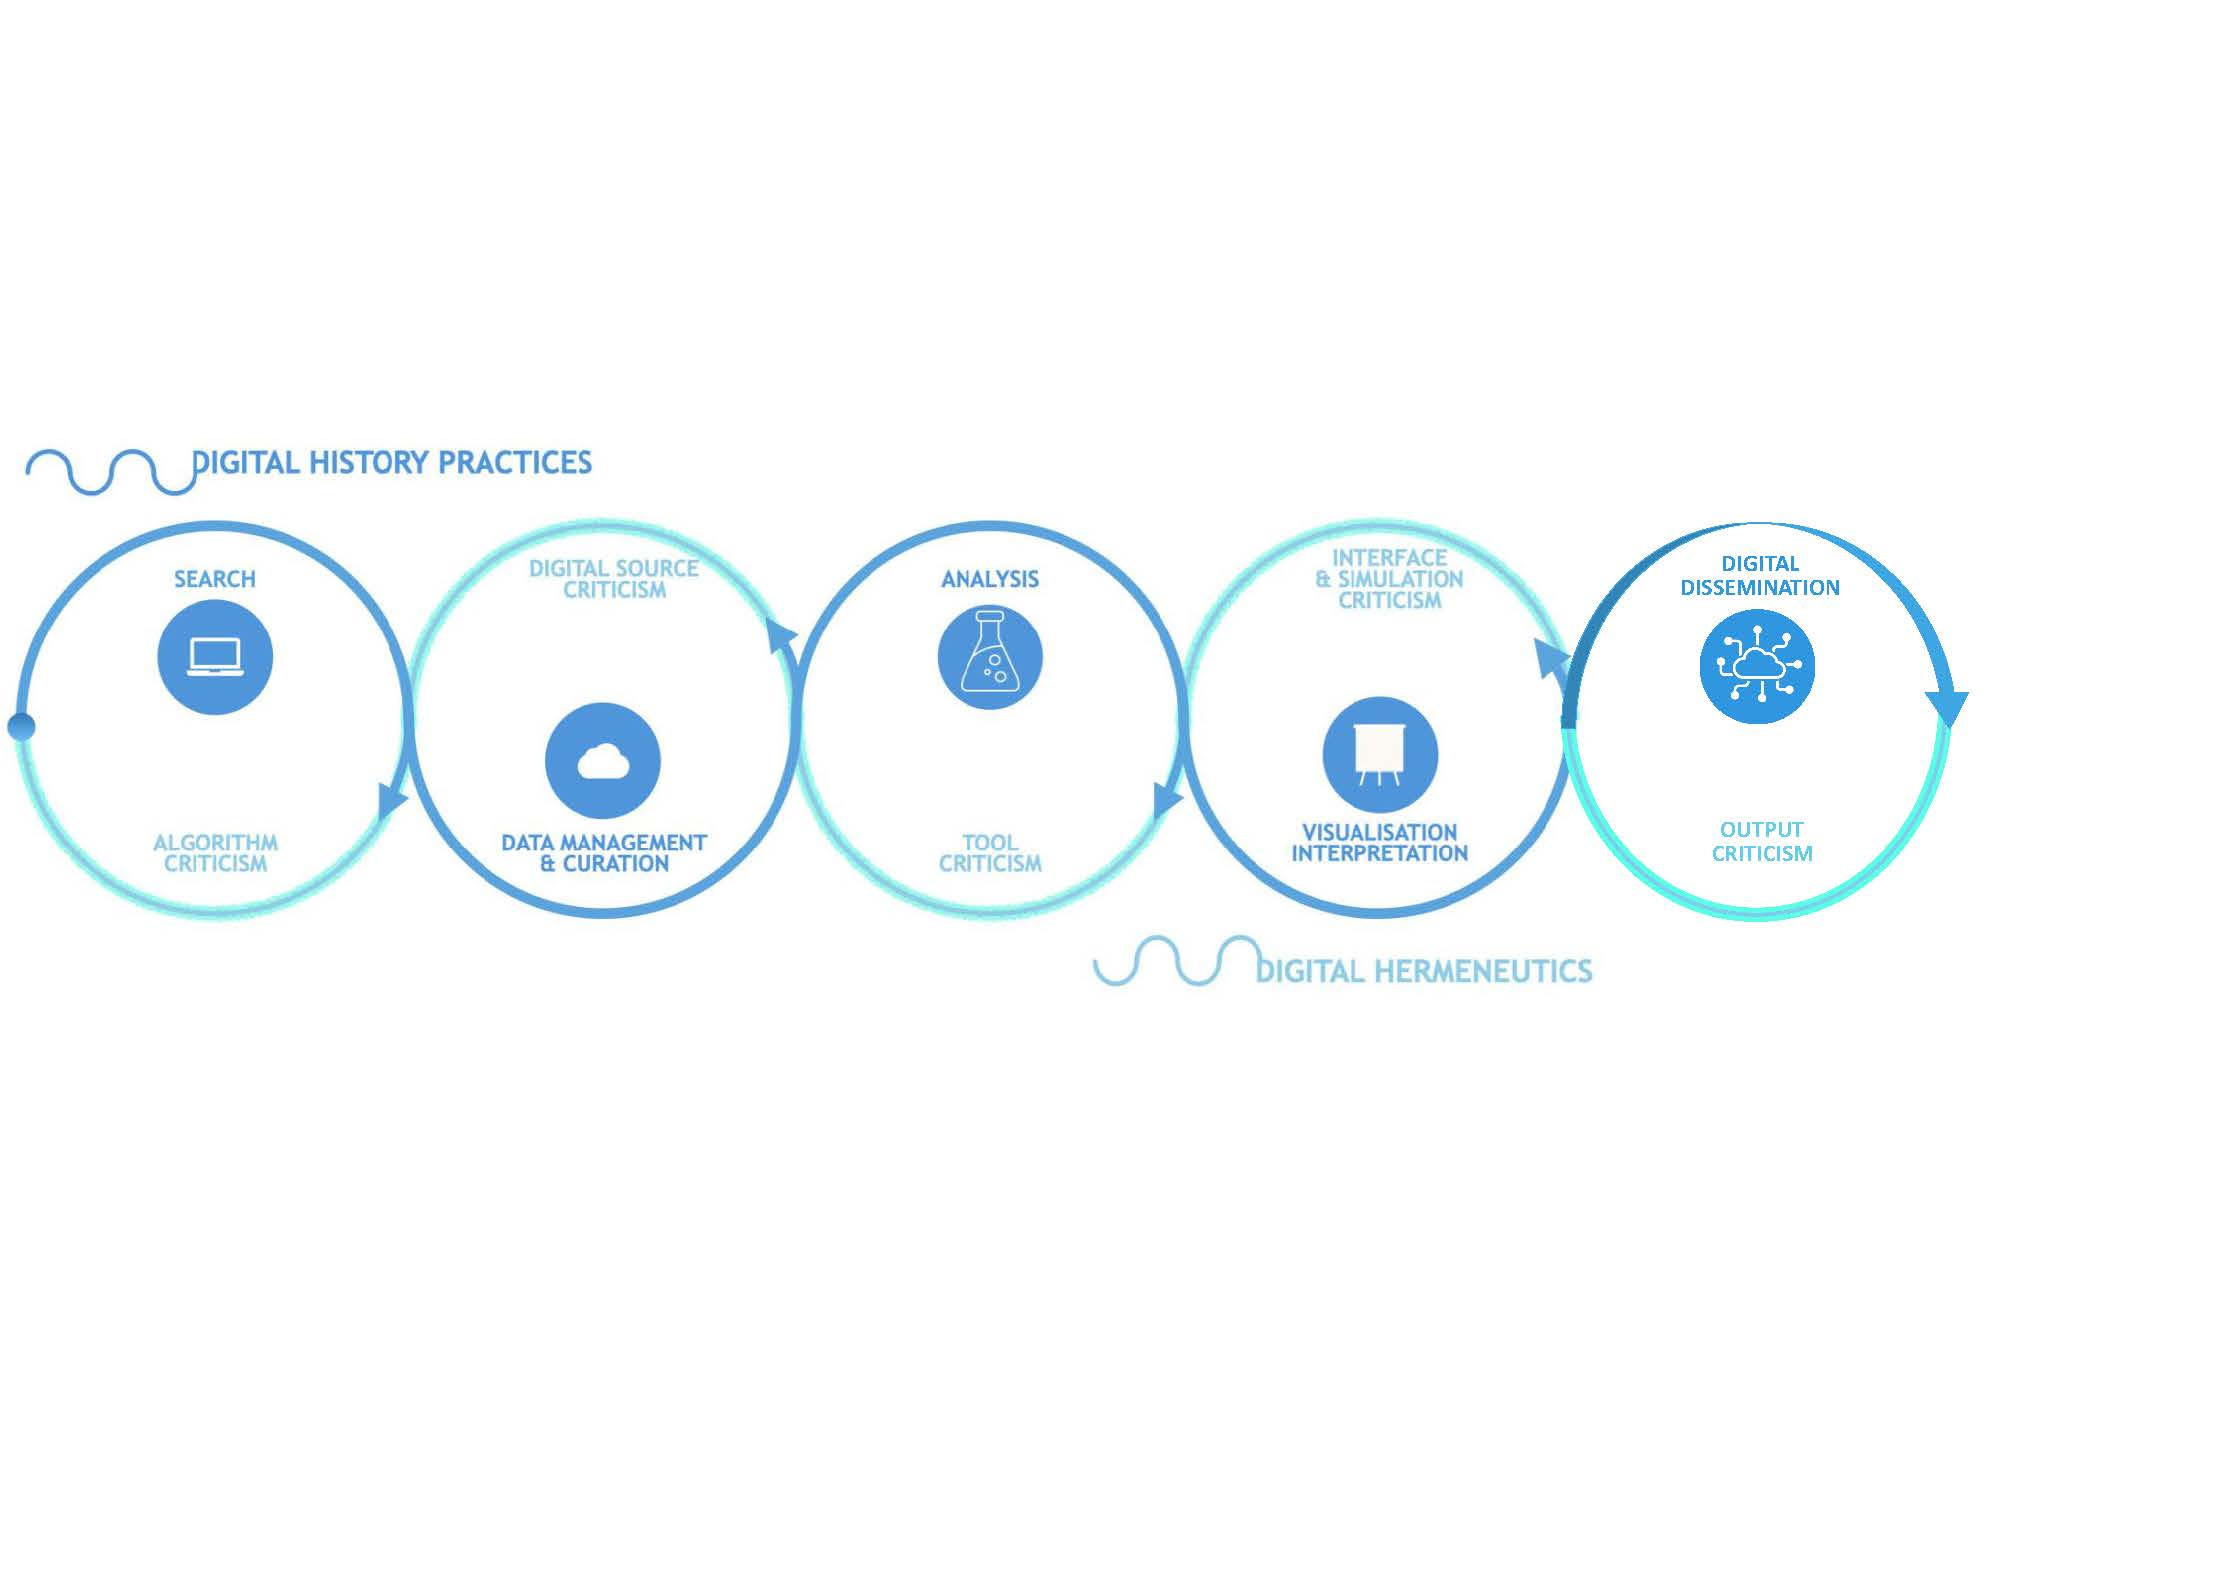 DIGITAL HISTORY PRACTICES
SEARCH
ALGORITHM
CRITICISM
DIGITAL SOURCE
CRITICISM
DATA MANAGEMENT
& CURATION
ANALYSIS
TOOL
CRITICISM
INTERFACE
& SIMULATION
CRITICISM
VISUALISATION
INTERPRETATION
DIGITAL
DISSEMINATION
OUTPUT
CRITICISM
DIGITAL HERMENEUTICS